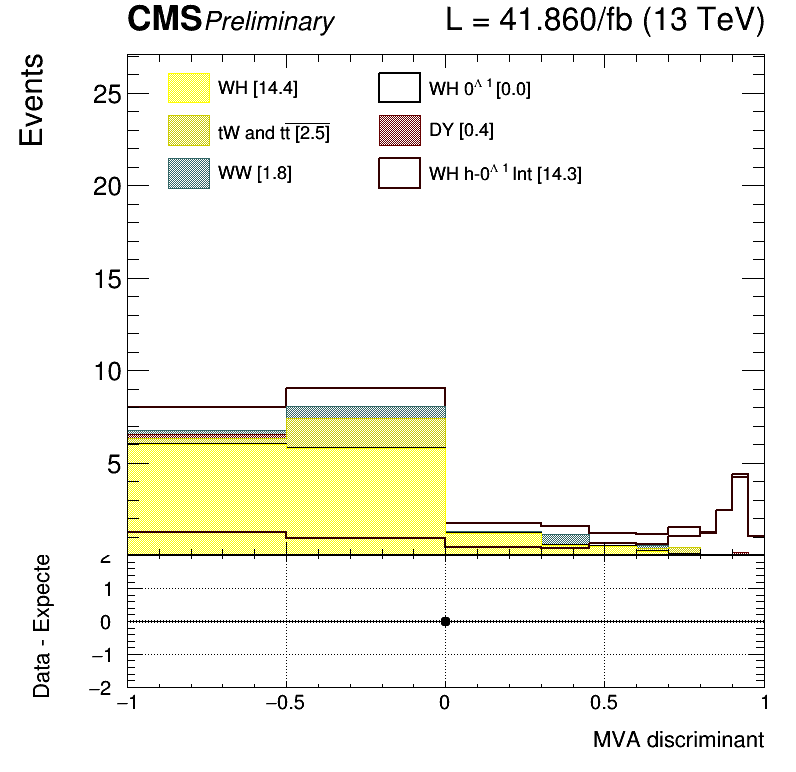 CMS Preliminary L = 41.860/fb (13 TeV)
Events
25
20
15
10
5
WH [14.4]
WH 0^Λ 1 [0.0]
tW and tt̅ [2.5]
DY [0.4]
WW [1.8]
WH h-0^Λ 1 Int [14.3]
Data - Expecte
2
1
0
−1
−2
−1 −0.5 0 0.5 1
MVA discriminant